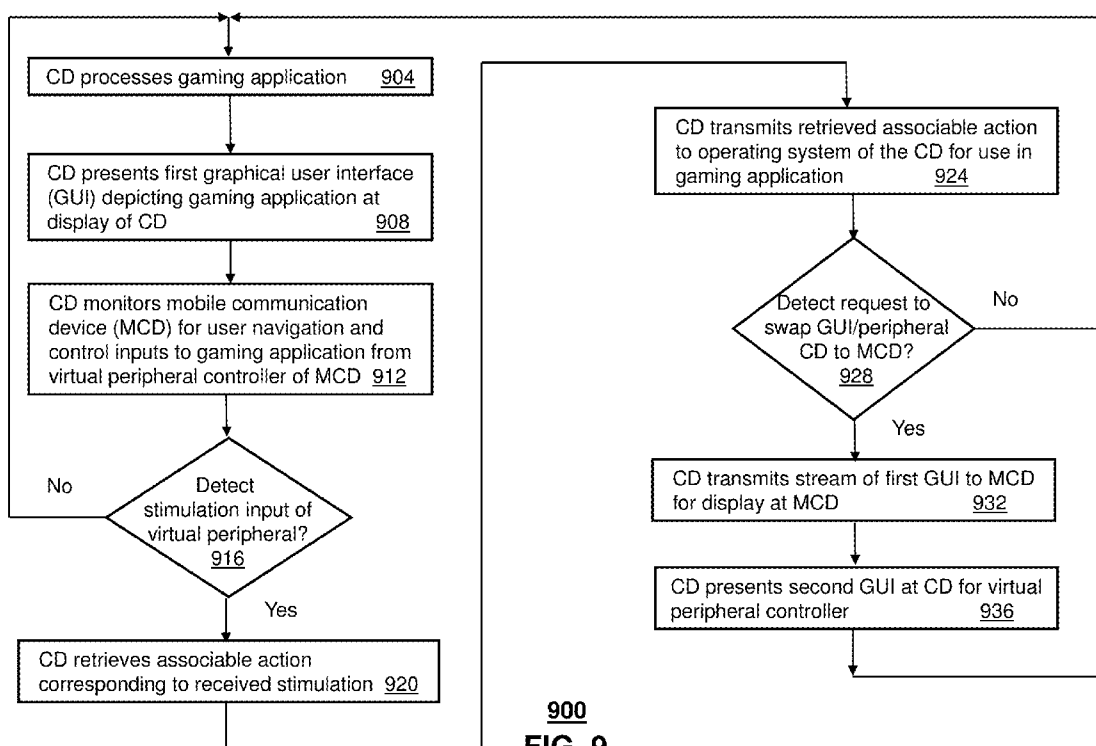 CD processes gaming application 904
CD presents first graphical user interface
(GUI) depicting gaming application at
display of CD 908
CD monitors mobile communication
device (MCD) for user navigation and
control inputs to gaming application from
virtual peripheral controller of MCD 912
No
Detect
stimulation input of
virtual peripheral?
916
Yes
CD retrieves associable action
corresponding to received stimulation 920
CD transmits retrieved associable action
to operating system of the CD for use in
gaming application 924
Detect request to
swap GUI/peripheral
CD to MCD?
928
No
Yes
CD transmits stream of first GUI to MCD
for display at MCD 932
CD presents second GUI at CD for virtual
peripheral controller 936
900
FIG. 9